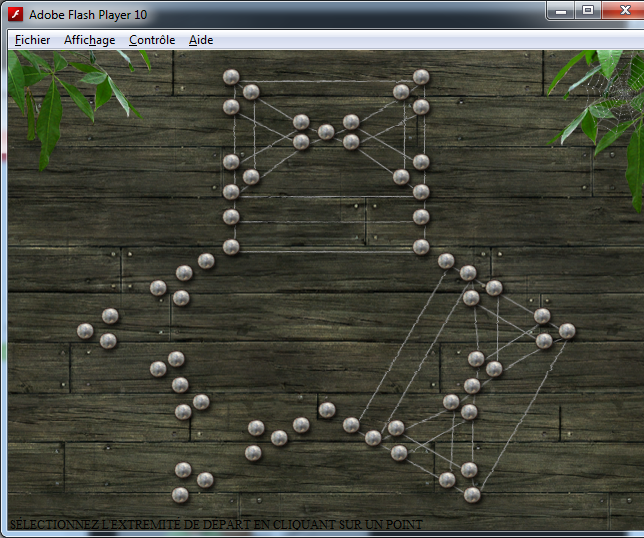 Adobe Flash Player 10
Fichier Affichage Contrôle Aide
SELECTIONNEZ L'EXTREMITE DE DEPART EN CLIQUANT SUR UN POINT